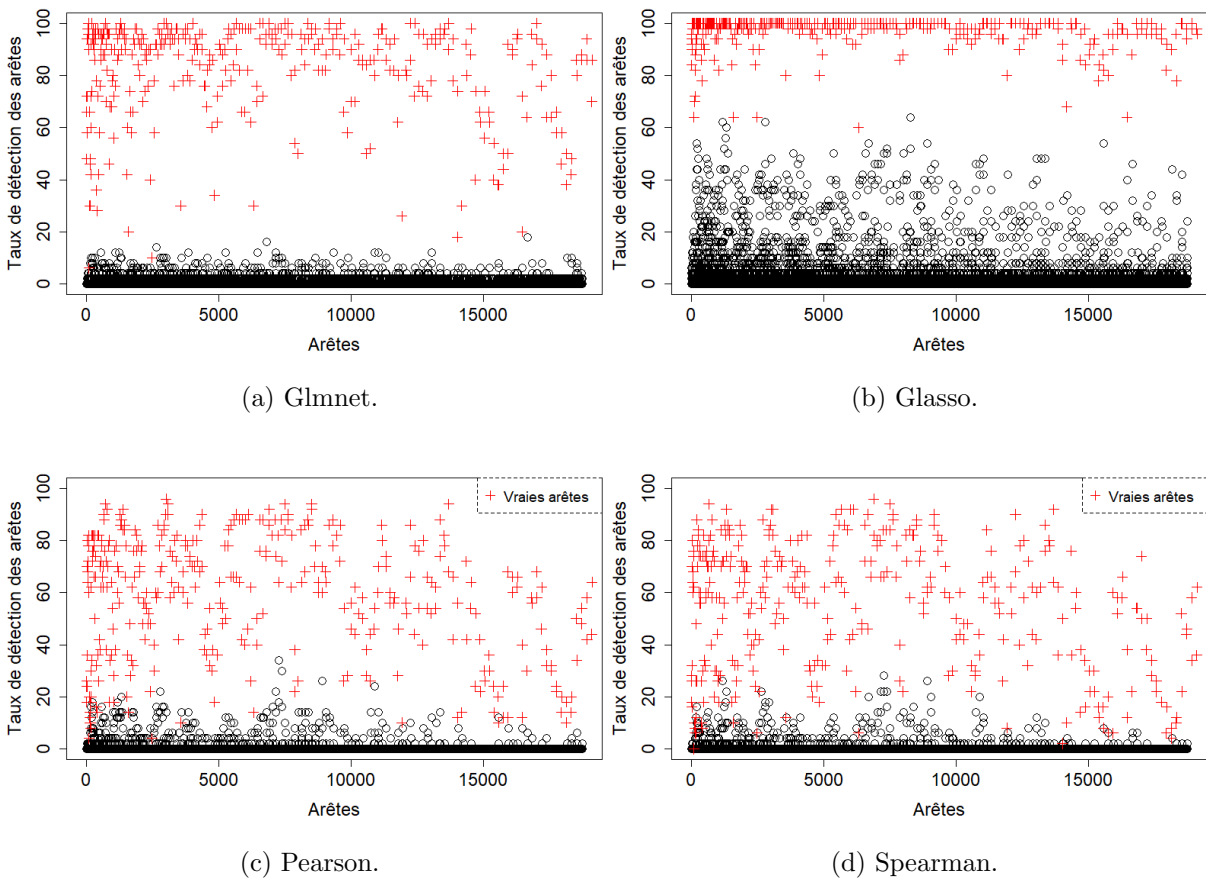 Taux de détection des arêtes
0 20 40 60 80 100
0 5000 10000 15000
Arêtes
(a) Glmnet.
Taux de détection des arêtes
0 20 40 60 80 100
0 5000 10000 15000
Arêtes
(b) Glasso.
Taux de détection des arêtes
0 20 40 60 80 100
Vraies arêtes
0 5000 10000 15000
Arêtes
(c) Pearson.
Taux de détection des arêtes
0 20 40 60 80 100
Vraies arêtes
0 5000 10000 15000
Arêtes
(d) Spearman.